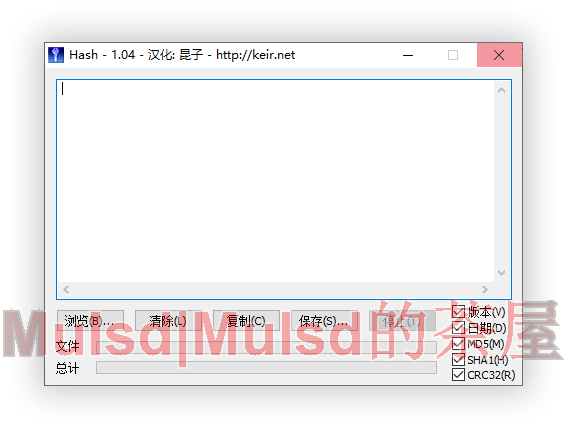 Hash - 1.04 - 汉化: 昆子 - http://keir.net
浏览(B)... 清除(L) 复制(C) 保存(S)... 停止(T)
版本(V)
日期(D)
MD5(M)
SHA1(H)
CRC32(R)
文件
总计
Mulsd|Mulsd的茶屋